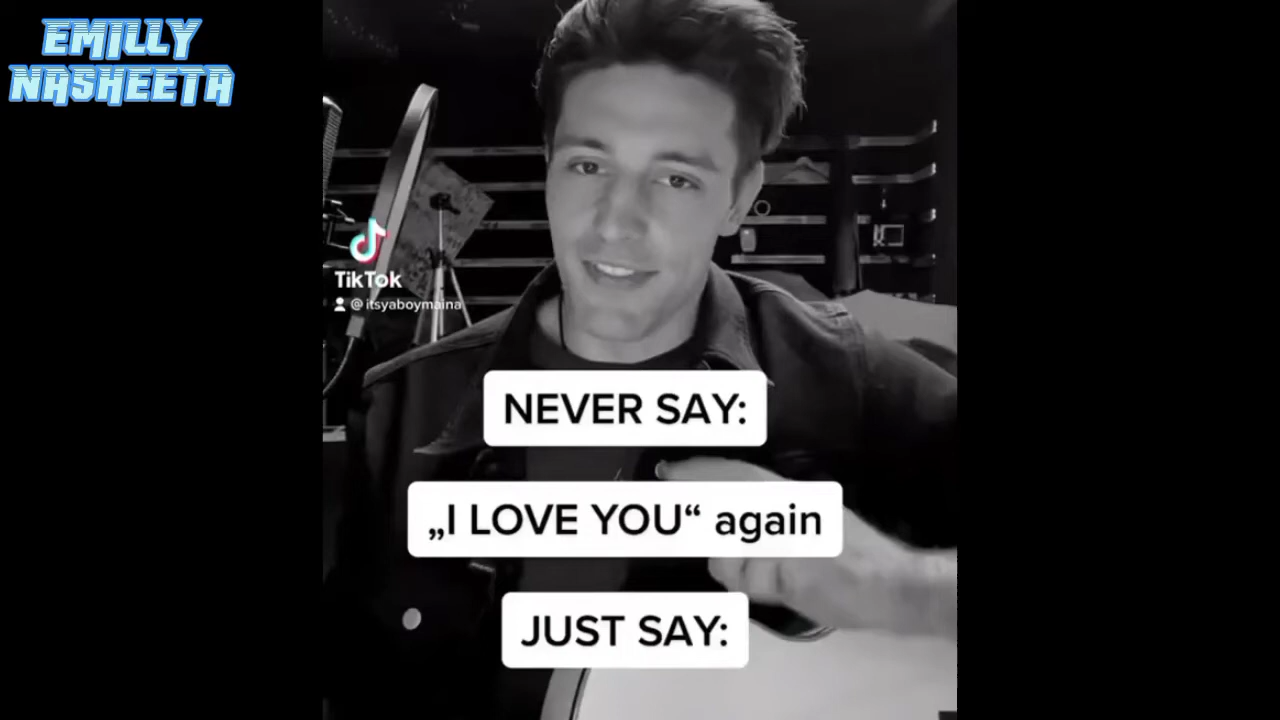 EMILLY
NASHEETA
TikTok
@itsyaboymaina
NEVER SAY:
„I LOVE YOU“ again
JUST SAY: